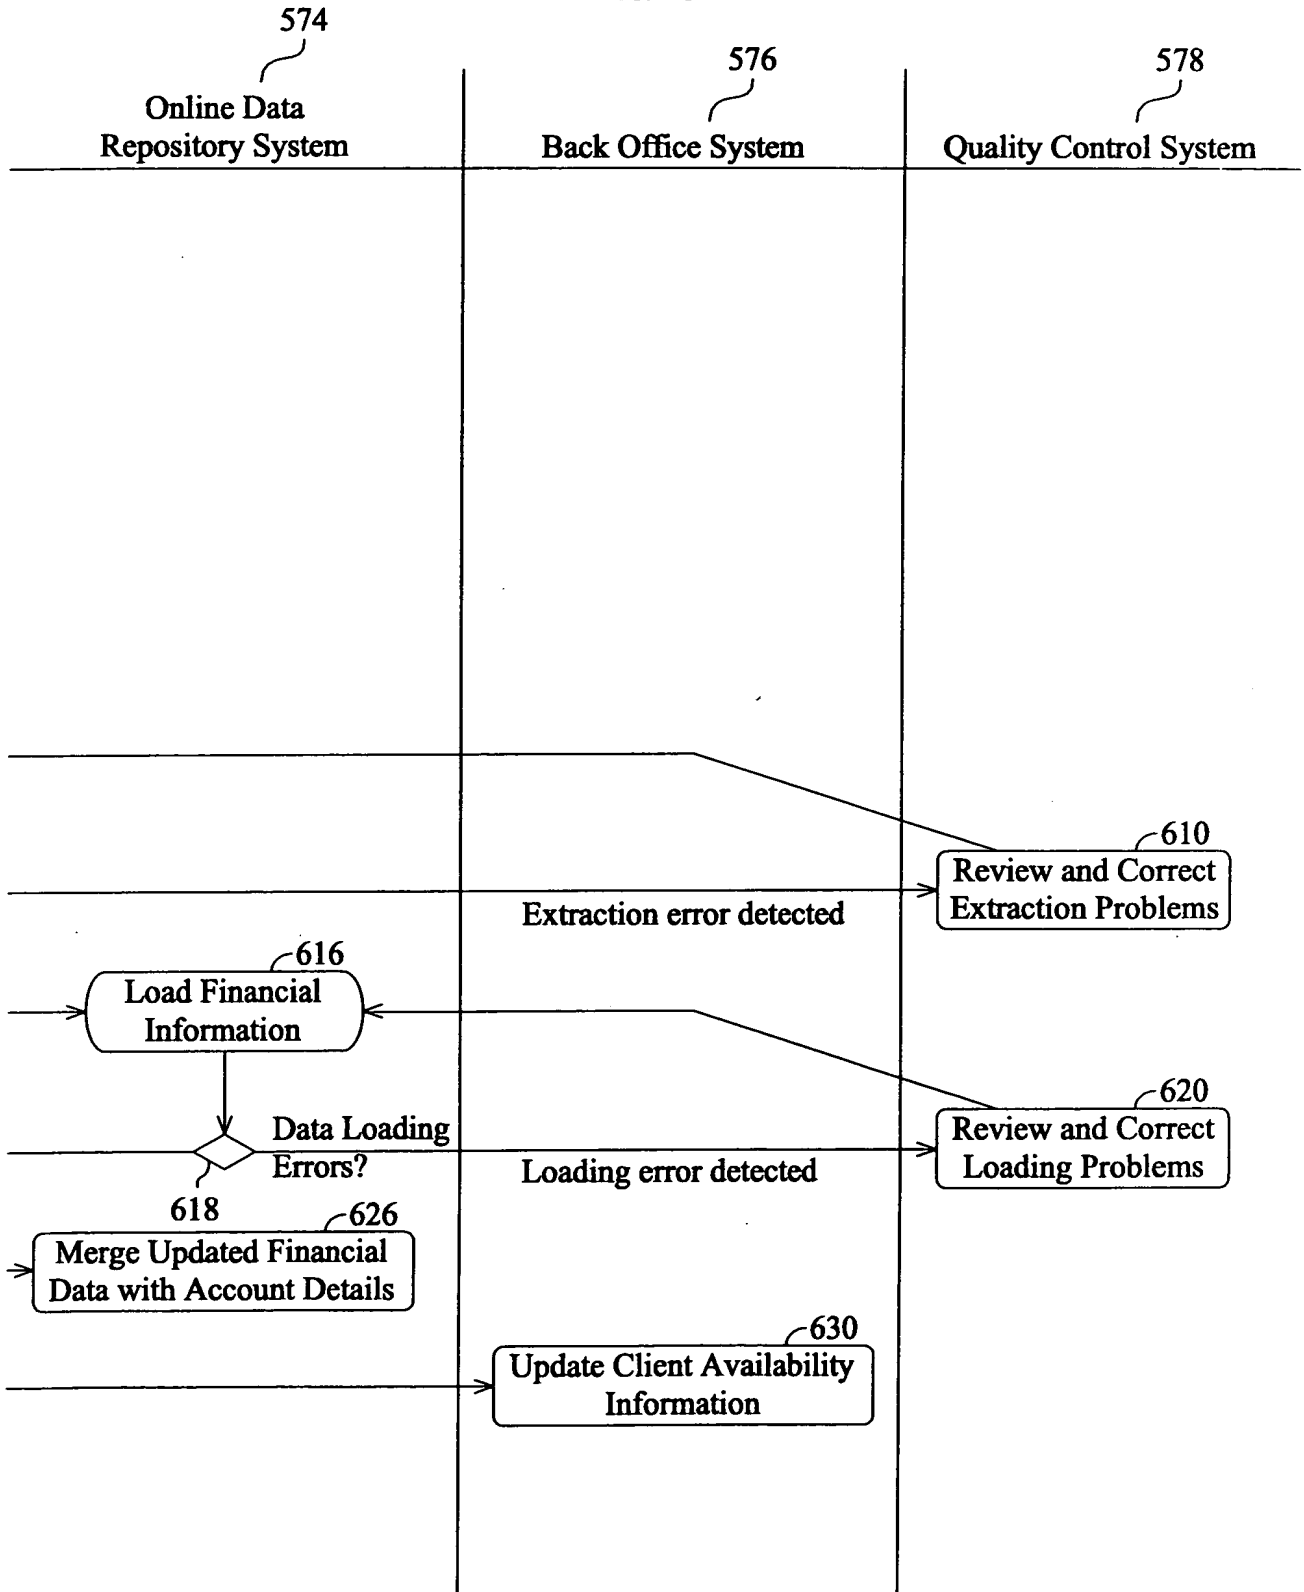 574
576
578
Online Data
Repository System
Back Office System
Quality Control System
610
Review and Correct
Extraction Problems
Extraction error detected
616
Load Financial
Information
620
Data Loading
Errors?
Loading error detected
Review and Correct
Loading Problems
618
626
Merge Updated Financial
Data with Account Details
630
Update Client Availability
Information